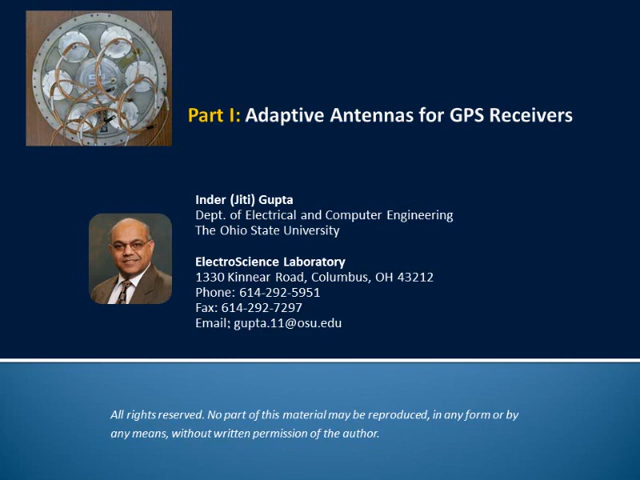 Part I: Adaptive Antennas for GPS Receivers
Inder (Jiti) Gupta
Dept. of Electrical and Computer Engineering
The Ohio State University
ElectroScience Laboratory
1330 Kinnear Road, Columbus, OH 43212
Phone: 614-292-5951
Fax: 614-292-7297
Email: gupta.11@osu.edu
All rights reserved. No part of this material may be reproduced, in any form or by
any means, without written permission of the author.